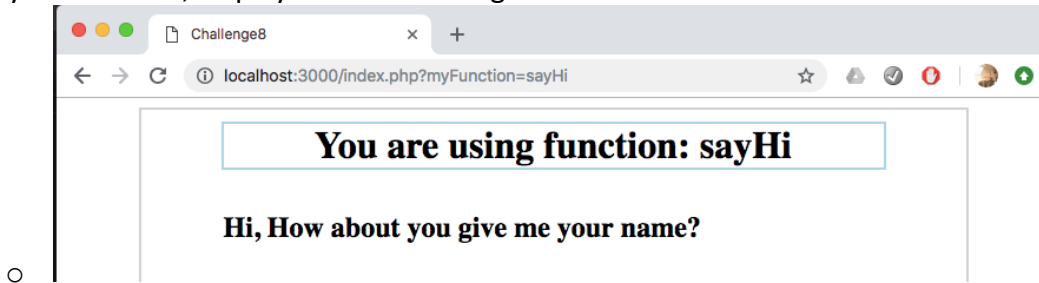 Challenge8
localhost:3000/index.php?myFunction=sayHi
You are using function: sayHi
Hi, How about you give me your name?